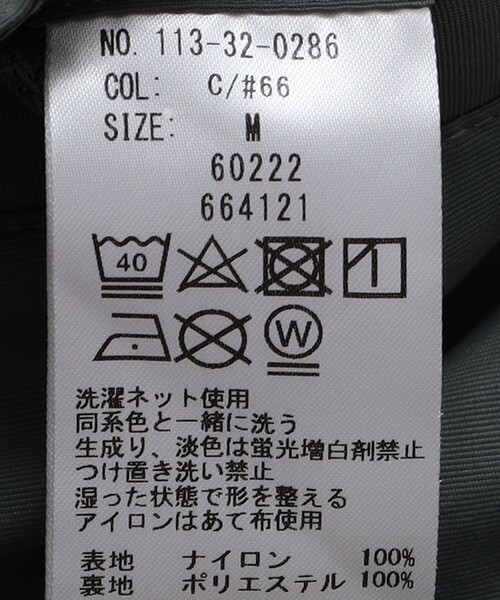 NO. 113-32-0286
COL: C/#66
SIZE: M
60222
664121
40
W
洗濯ネット使用
同系色と一緒に洗う
生成り、淡色は蛍光増白剤禁止
つけ置き洗い禁止
湿った状態で形を整える
アイロンはあて布使用
表地 ナイロン 100%
裏地 ポリエステル 100%